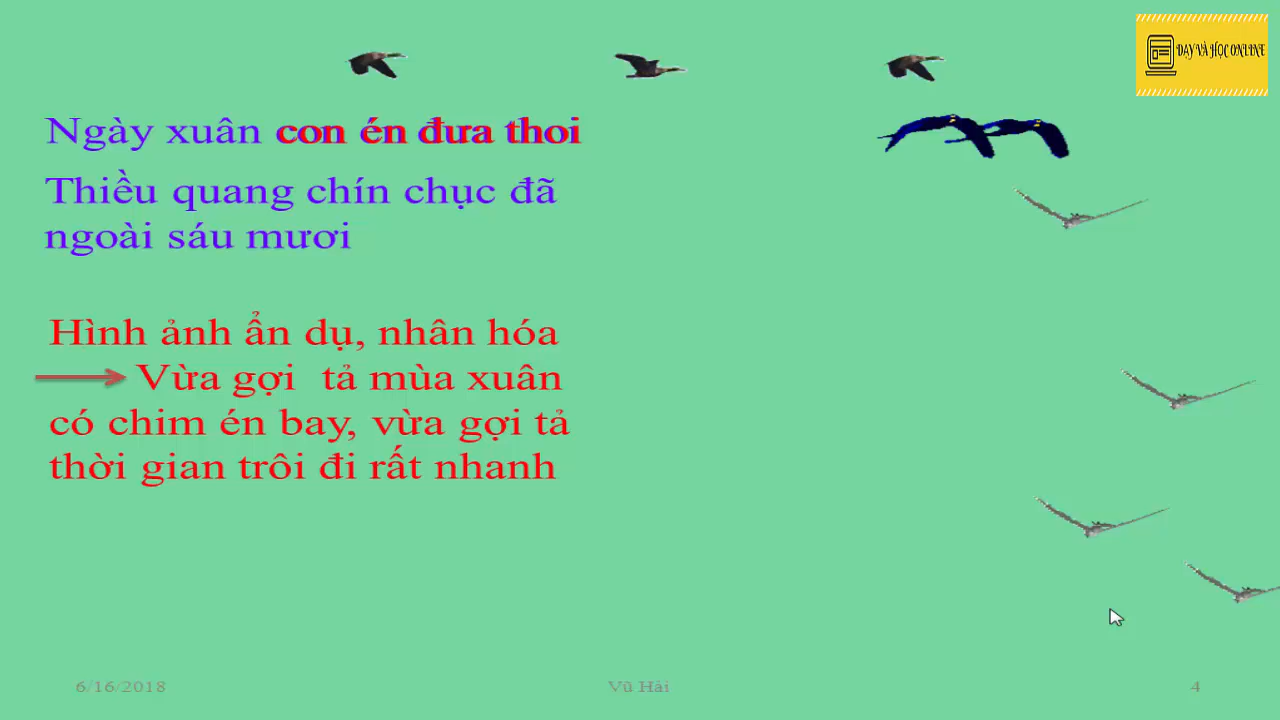 DẠY VÀ HỌC ONLINE
Ngày xuân con én đưa thoi
Thiều quang chín chục đã
ngoài sáu mươi
Hình ảnh ẩn dụ, nhân hóa
Vừa gợi tả mùa xuân
có chim én bay, vừa gợi tả
thời gian trôi đi rất nhanh
6/16/2018
Vũ Hải
4